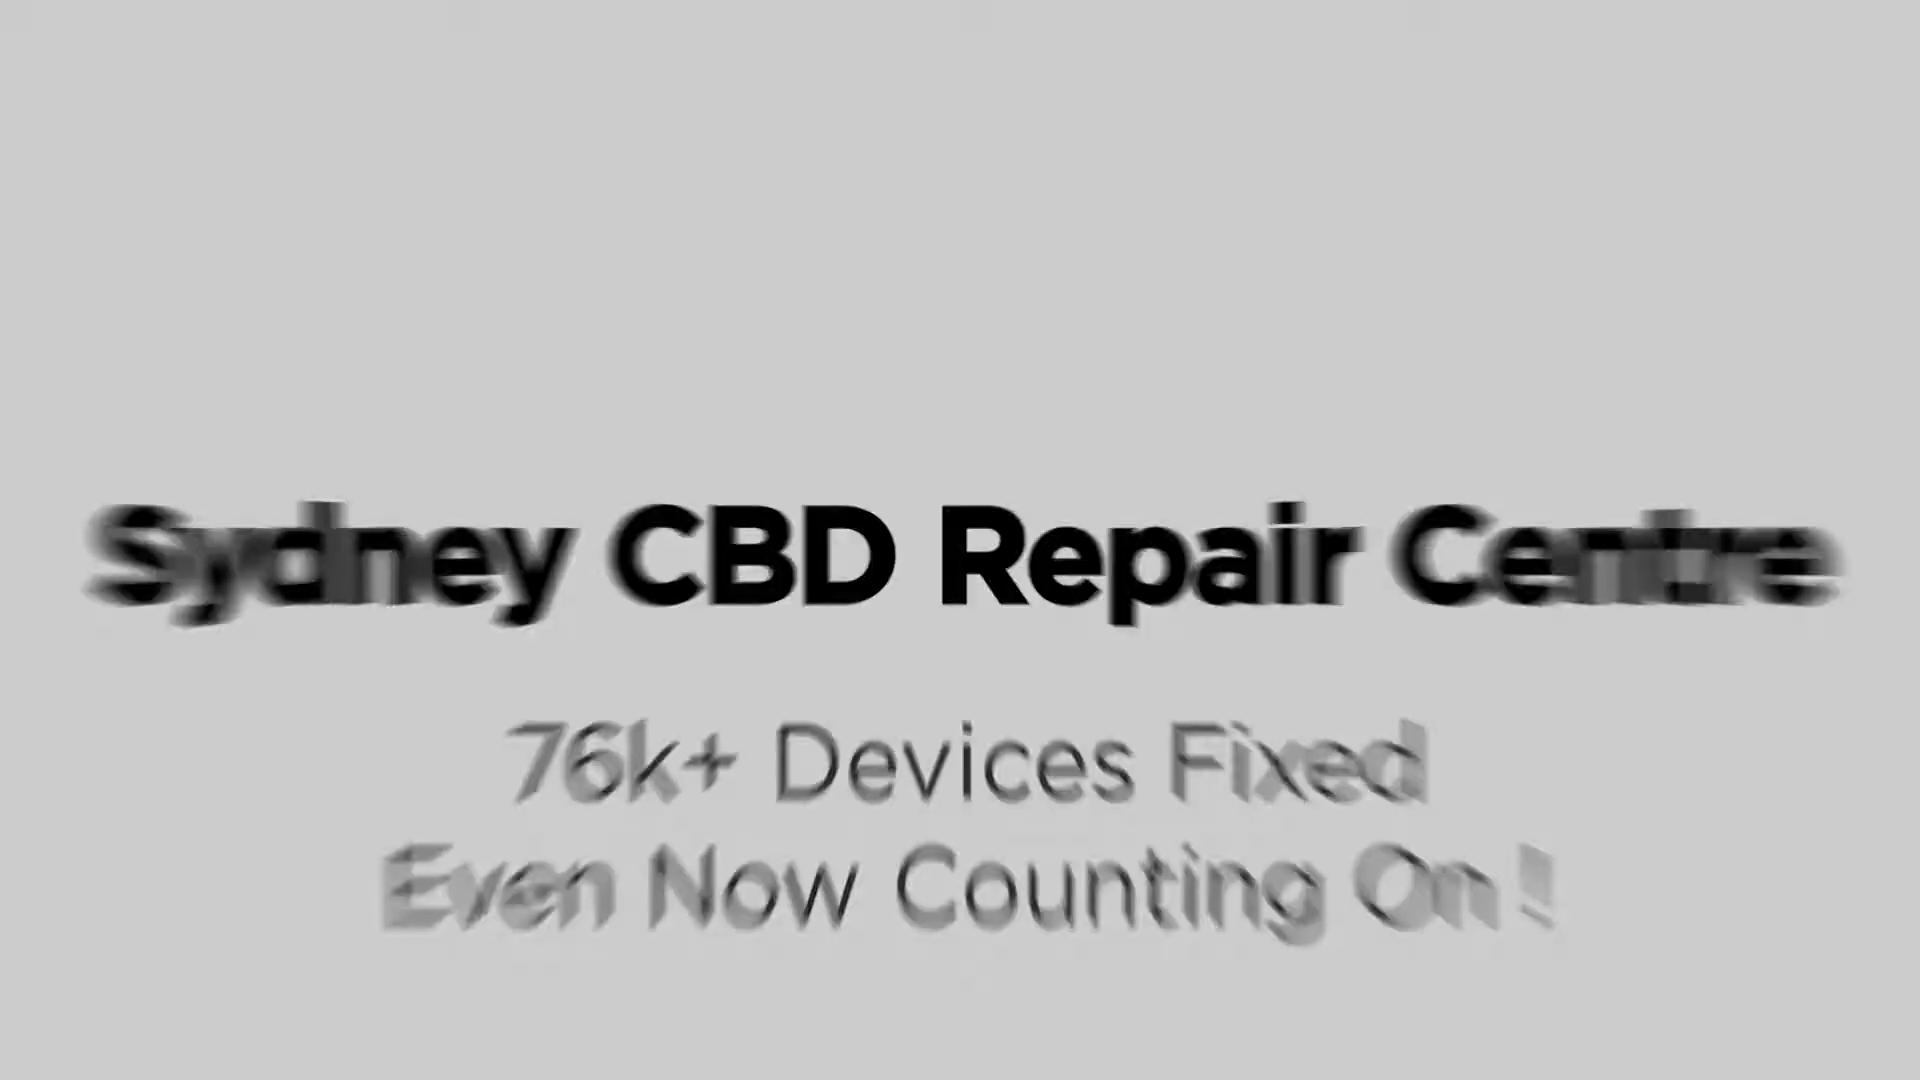 Sydney CBD Repair Centre
76k+ Devices Fixed
Even Now Counting On !